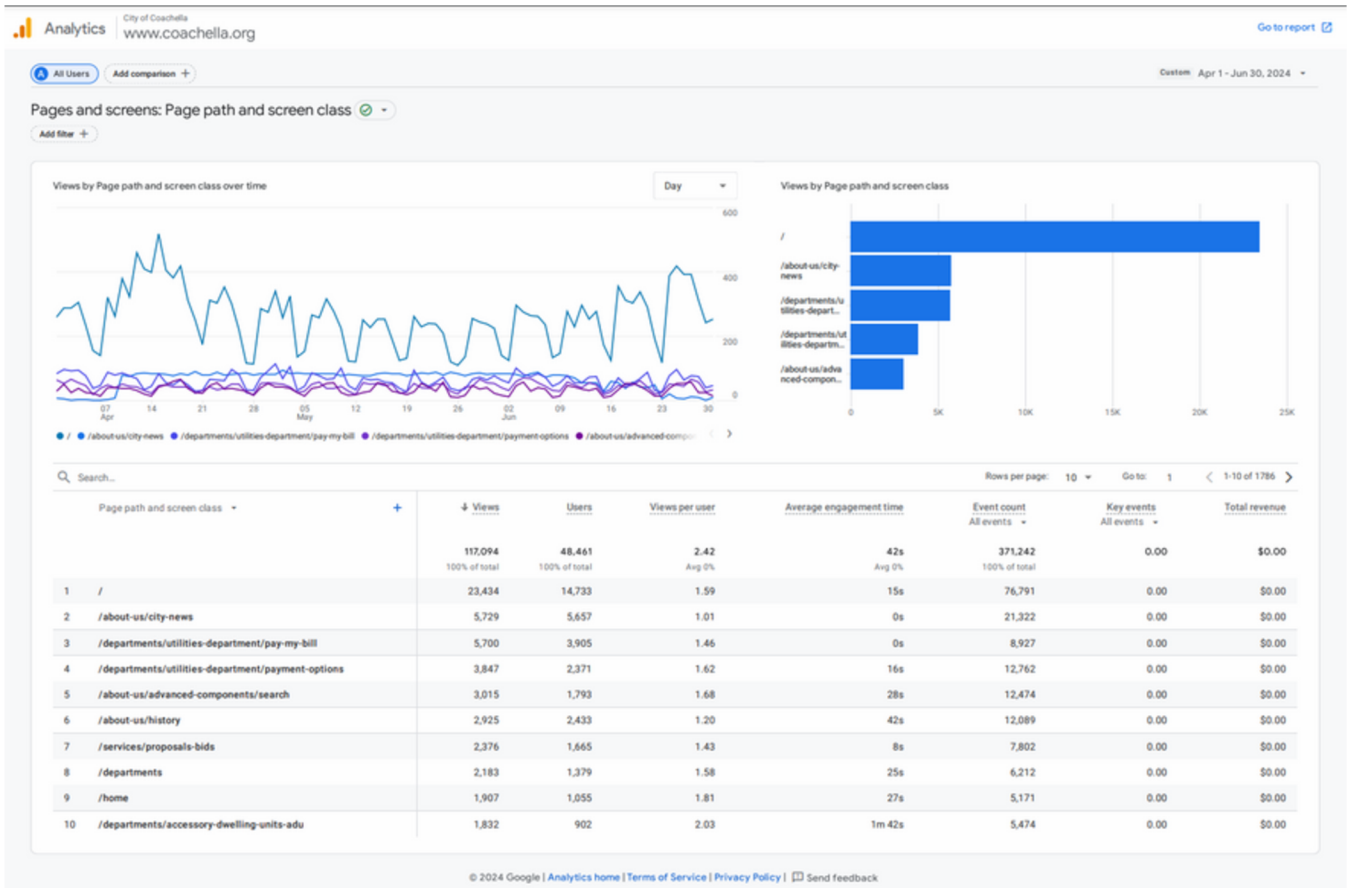 City of Coachella
Analytics
www.coachella.org
Go to report
A All Users
Add comparison +
Custom Apr 1 - Jun 30, 2024
Pages and screens: Page path and screen class
Add filter +
Views by Page path and screen class over time
Day
600
400
200
0
07 14 21 28 05 12 19 26 02 09 16 23 30
Apr May Jun
/ /about-us/city-news /departments/utilities-department/pay-my-bill /departments/utilities-department/payment-options /about-us/advanced-compo
Views by Page path and screen class
/
/about-us/city-
news
/departments/u
tilities-depart...
/departments/ut
ilities-departm...
/about-us/adva
nced-compon...
0 5K 10K 15K 20K 25K
Search...
Rows per page: 10 Go to: 1 < 1-10 of 1786 >
Page path and screen class + ↓ Views Users Views per user Average engagement time Event count Key events Total revenue
All events All events
117,094 48,461 2.42 42s 371,242 0.00 $0.00
100% of total 100% of total Avg 0% Avg 0% 100% of total
1 / 23,434 14,733 1.59 15s 76,791 0.00 $0.00
2 /about-us/city-news 5,729 5,657 1.01 0s 21,322 0.00 $0.00
3 /departments/utilities-department/pay-my-bill 5,700 3,905 1.46 0s 8,927 0.00 $0.00
4 /departments/utilities-department/payment-options 3,847 2,371 1.62 16s 12,762 0.00 $0.00
5 /about-us/advanced-components/search 3,015 1,793 1.68 28s 12,474 0.00 $0.00
6 /about-us/history 2,925 2,433 1.20 42s 12,089 0.00 $0.00
7 /services/proposals-bids 2,376 1,665 1.43 8s 7,802 0.00 $0.00
8 /departments 2,183 1,379 1.58 25s 6,212 0.00 $0.00
9 /home 1,907 1,055 1.81 27s 5,171 0.00 $0.00
10 /departments/accessory-dwelling-units-adu 1,832 902 2.03 1m 42s 5,474 0.00 $0.00
© 2024 Google | Analytics home | Terms of Service | Privacy Policy | Send feedback